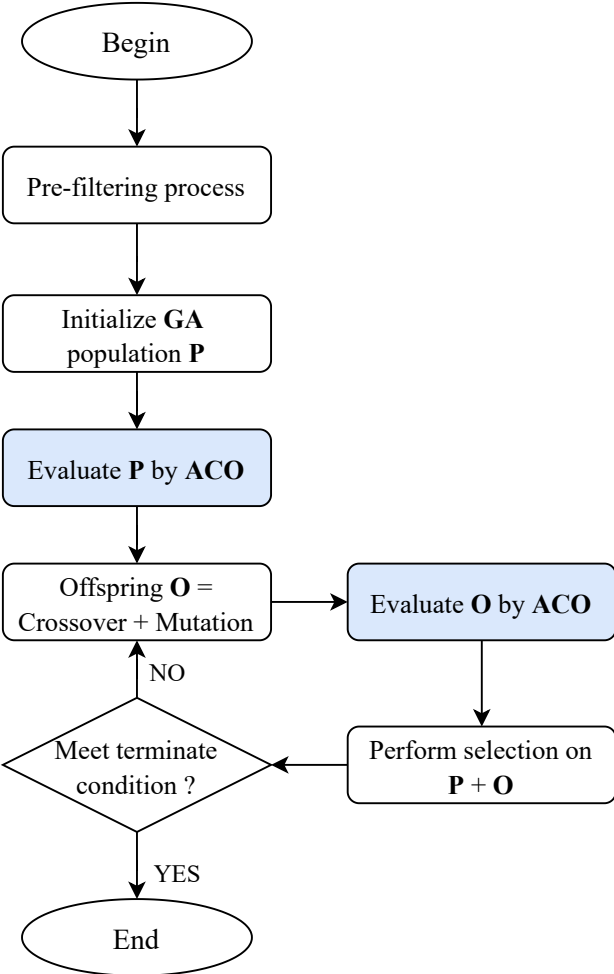 Begin
Pre-filtering process
Initialize GA
population P
Evaluate P by ACO
Offspring O =
Crossover + Mutation
Evaluate O by ACO
NO
Meet terminate
condition ?
Perform selection on
P + O
YES
End